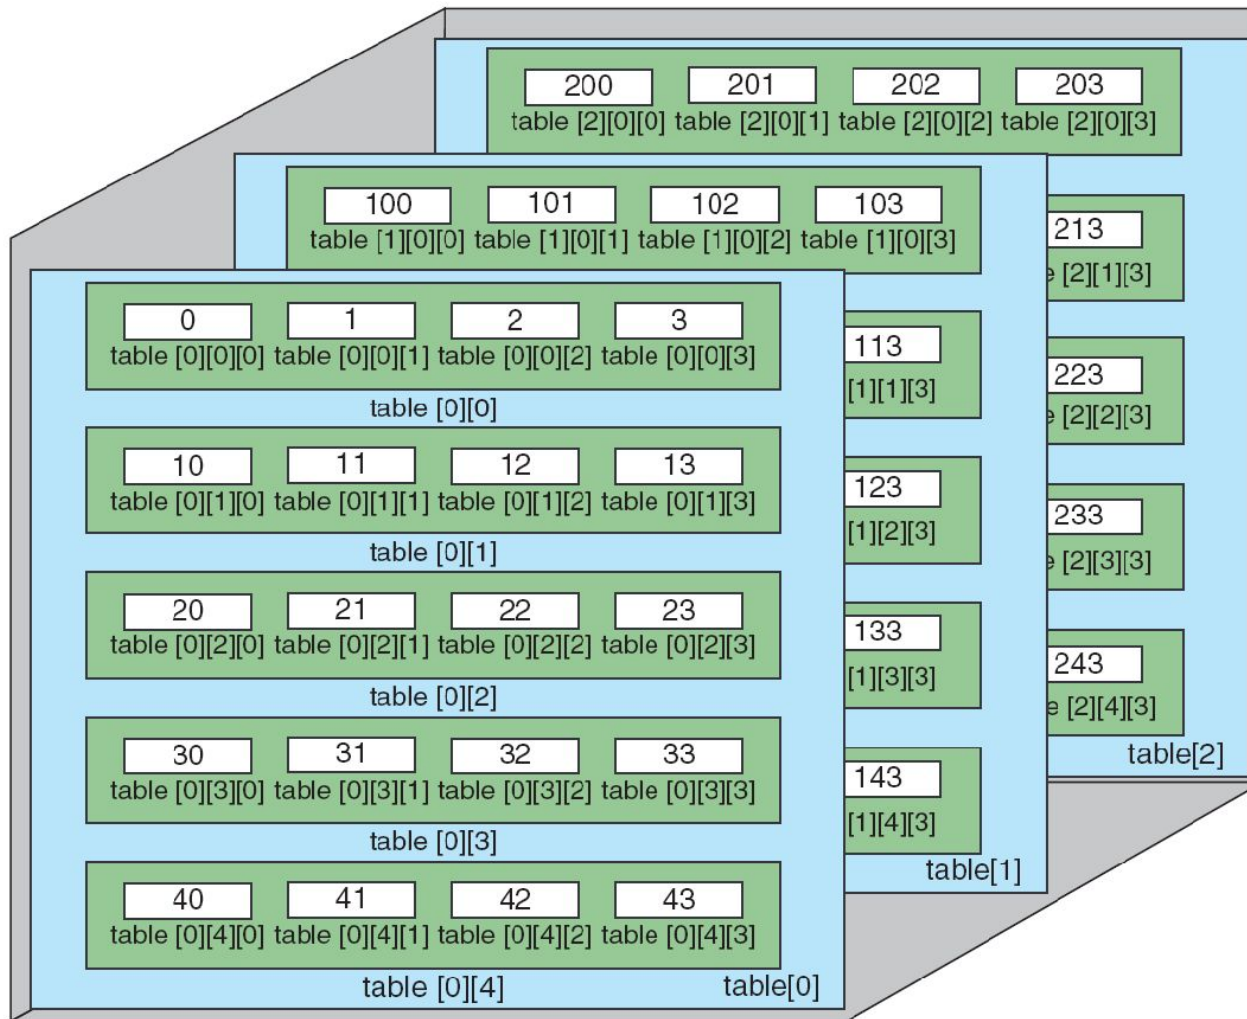 200 201 202 203
table [2][0][0] table [2][0][1] table [2][0][2] table [2][0][3]
213
[2][1][3]
223
[2][2][3]
233
[2][3][3]
243
[2][4][3]
table[2]
100 101 102 103
table [1][0][0] table [1][0][1] table [1][0][2] table [1][0][3]
113
[1][1][3]
123
[1][2][3]
133
[1][3][3]
143
[1][4][3]
table[1]
0 1 2 3
table [0][0][0] table [0][0][1] table [0][0][2] table [0][0][3]
table [0][0]
10 11 12 13
table [0][1][0] table [0][1][1] table [0][1][2] table [0][1][3]
table [0][1]
20 21 22 23
table [0][2][0] table [0][2][1] table [0][2][2] table [0][2][3]
table [0][2]
30 31 32 33
table [0][3][0] table [0][3][1] table [0][3][2] table [0][3][3]
table [0][3]
40 41 42 43
table [0][4][0] table [0][4][1] table [0][4][2] table [0][4][3]
table [0][4] table[0]